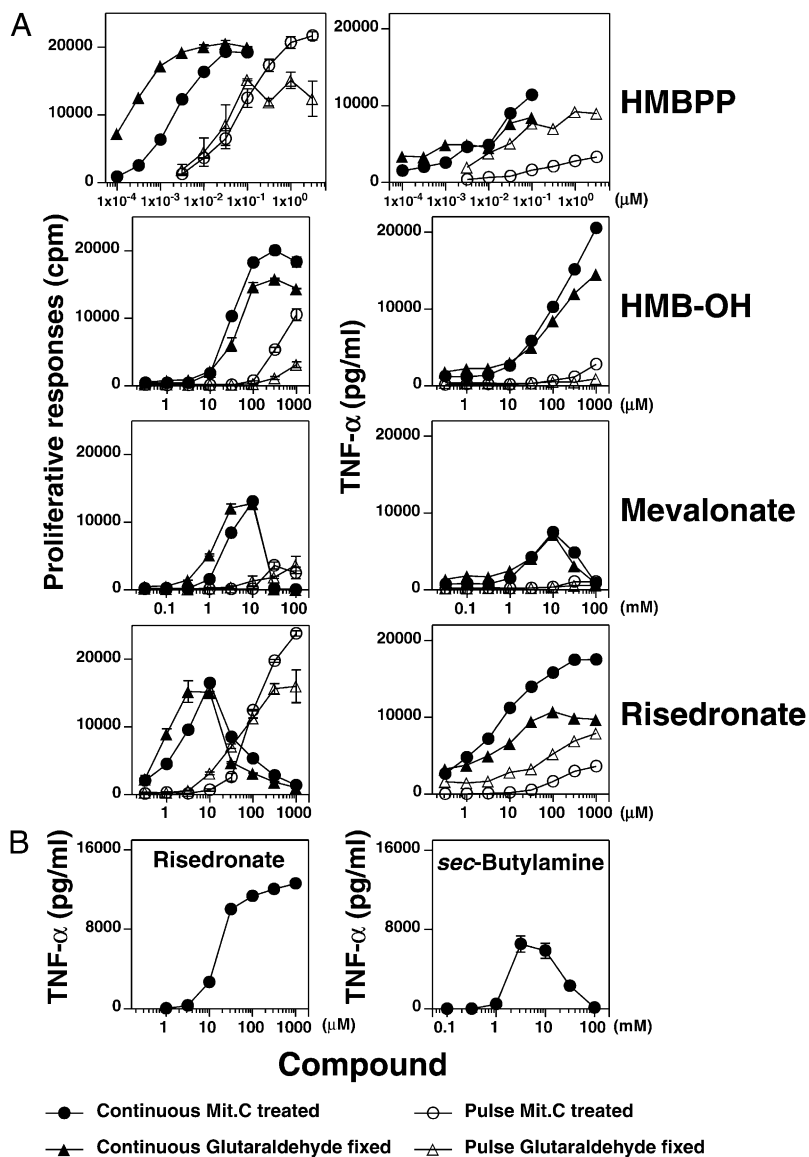 A
20000
10000
0
1x10-4 1x10-3 1x10-2 1x10-1 1x100
20000
10000
0
1x10-4 1x10-3 1x10-2 1x10-1 1x100 (μM)
HMBPP
Proliferative responses (cpm)
20000
10000
0
1 10 100 1000
TNF-α (pg/ml)
20000
10000
0
1 10 100 1000 (μM)
HMB-OH
20000
10000
0
0.1 1 10 100
20000
10000
0
0.1 1 10 100 (mM)
Mevalonate
20000
10000
0
1 10 100 1000
20000
10000
0
1 10 100 1000 (μM)
Risedronate
B
TNF-α (pg/ml)
16000
8000
0
Risedronate
1 10 100 1000 (μM)
TNF-α (pg/ml)
16000
8000
0
sec-Butylamine
0.1 1 10 100 (mM)
Compound
Continuous Mit.C treated
Pulse Mit.C treated
Continuous Glutaraldehyde fixed
Pulse Glutaraldehyde fixed